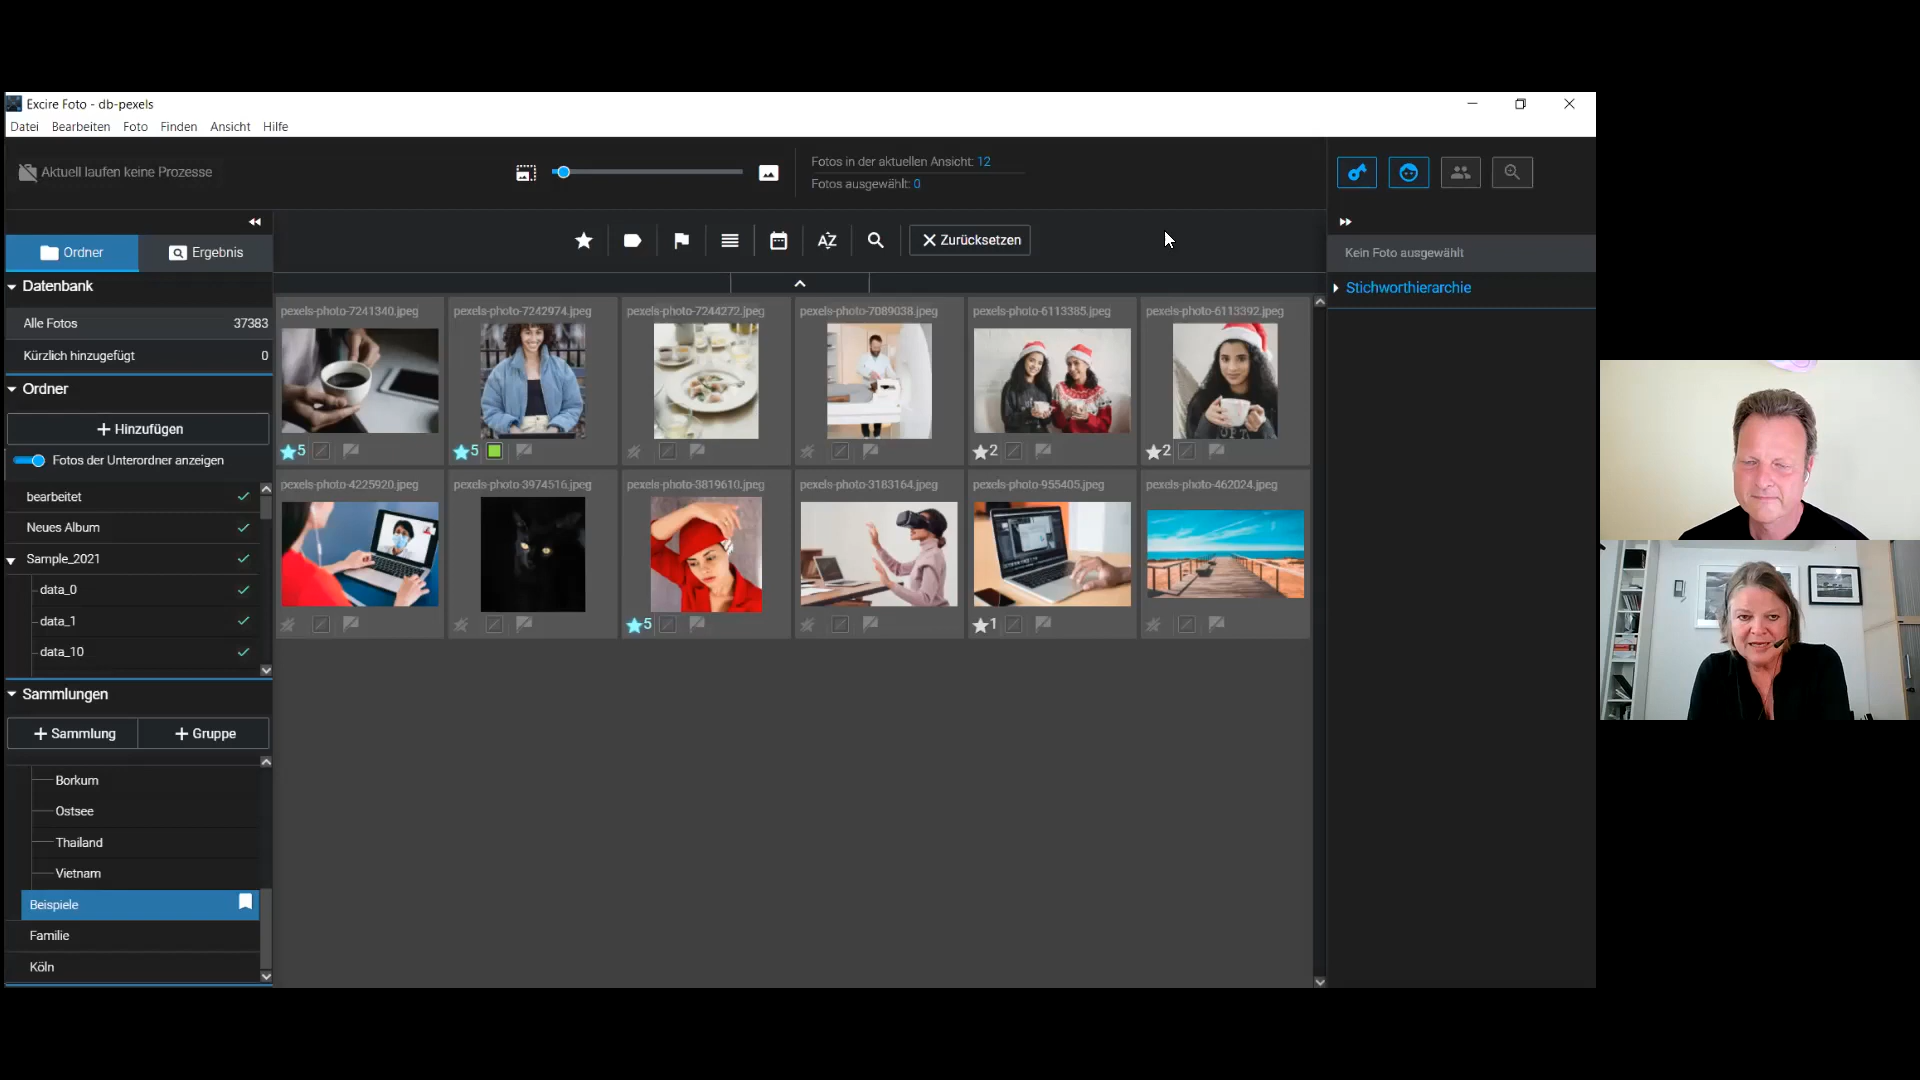 Excire Foto - db-pexels
Datei Bearbeiten Foto Finden Ansicht Hilfe
Aktuell laufen keine Prozesse
Fotos in der aktuellen Ansicht: 12
Fotos ausgewählt: 0
Ordner
Ergebnis
Zurücksetzen
Kein Foto ausgewählt
Stichworthierarchie
Datenbank
Alle Fotos 37383
Kürzlich hinzugefügt 0
Ordner
Hinzufügen
Fotos der Unterordner anzeigen
bearbeitet
Neues Album
Sample_2021
data_0
data_1
data_10
Sammlungen
+ Sammlung
+ Gruppe
Borkum
Ostsee
Thailand
Vietnam
Beispiele
Familie
Köln
pexels-photo-7241340.jpeg
pexels-photo-7242974.jpeg
pexels-photo-7244272.jpeg
pexels-photo-7089038.jpeg
pexels-photo-6113385.jpeg
pexels-photo-6113392.jpeg
5
5
2
2
pexels-photo-4225920.jpeg
pexels-photo-3974516.jpeg
pexels-photo-3819610.jpeg
pexels-photo-3183164.jpeg
pexels-photo-955405.jpeg
pexels-photo-462024.jpeg
5
1